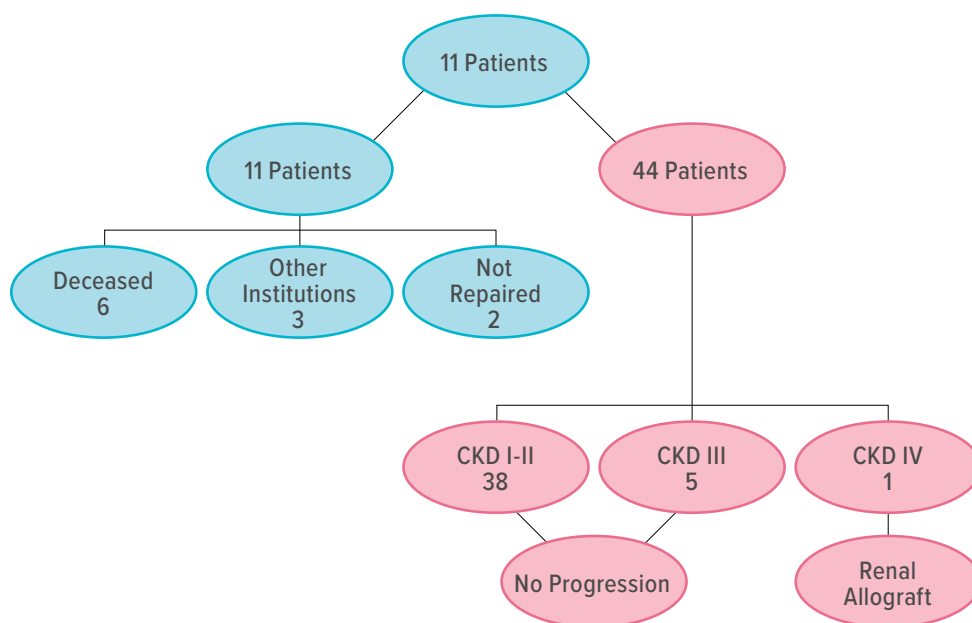 11 Patients
11 Patients
44 Patients
Deceased
6
Other
Institutions
3
Not
Repaired
2
CKD I-II
38
CKD III
5
CKD IV
1
No Progression
Renal
Allograft